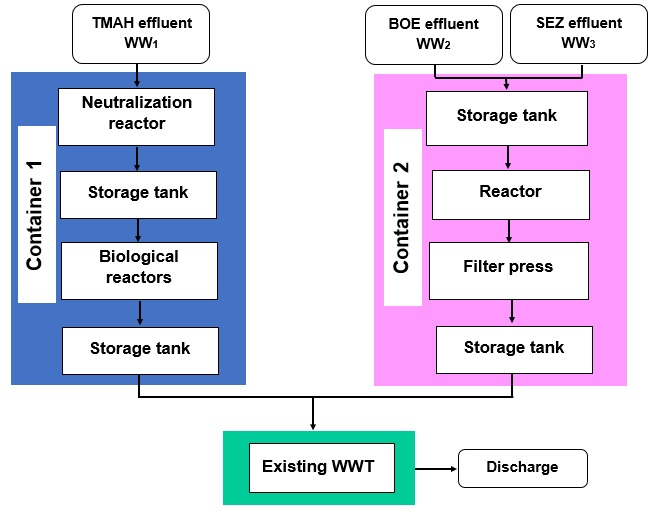 TMAH effluent
WW₁
BOE effluent
WW₂
SEZ effluent
WW₃
Container 1
Neutralization
reactor
Storage tank
Biological
reactors
Storage tank
Container 2
Storage tank
Reactor
Filter press
Storage tank
Existing WWT
Discharge